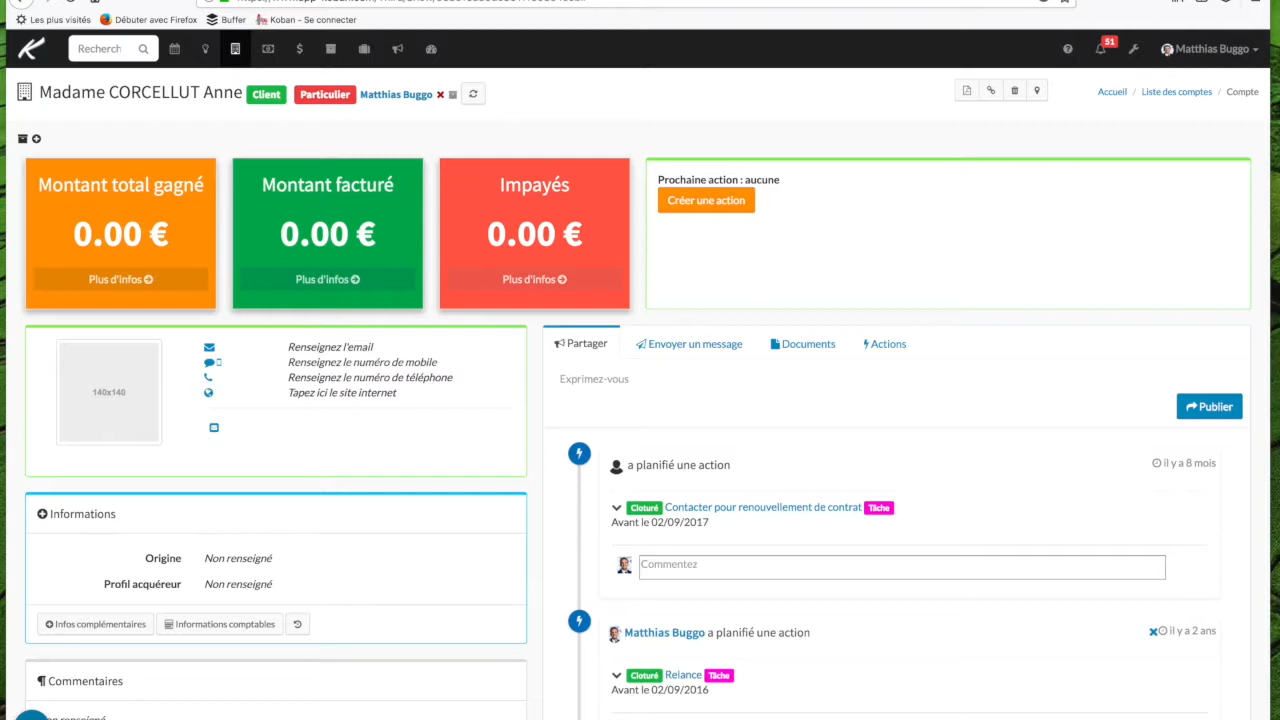 Les plus visités Débuter avec Firefox Buffer Koban - Se connecter
Recherch 51 Matthias Buggo
Madame CORCELLUT Anne Client Particulier Matthias Buggo
Accueil / Liste des comptes / Compte
Montant total gagné
0.00 €
Plus d'infos
Montant facturé
0.00 €
Plus d'infos
Impayés
0.00 €
Plus d'infos
Prochaine action : aucune
Créer une action
140x140
Renseignez l'email
Renseignez le numéro de mobile
Renseignez le numéro de téléphone
Tapez ici le site internet
Informations
Origine Non renseigné
Profil acquéreur Non renseigné
Infos complémentaires Informations comptables
Commentaires
Partager Envoyer un message Documents Actions
Exprimez-vous
Publier
a planifié une action il y a 8 mois
Cloturé Contacter pour renouvellement de contrat Tâche
Avant le 02/09/2017
Commentez
Matthias Buggo a planifié une action il y a 2 ans
Cloturé Relance Tâche
Avant le 02/09/2016